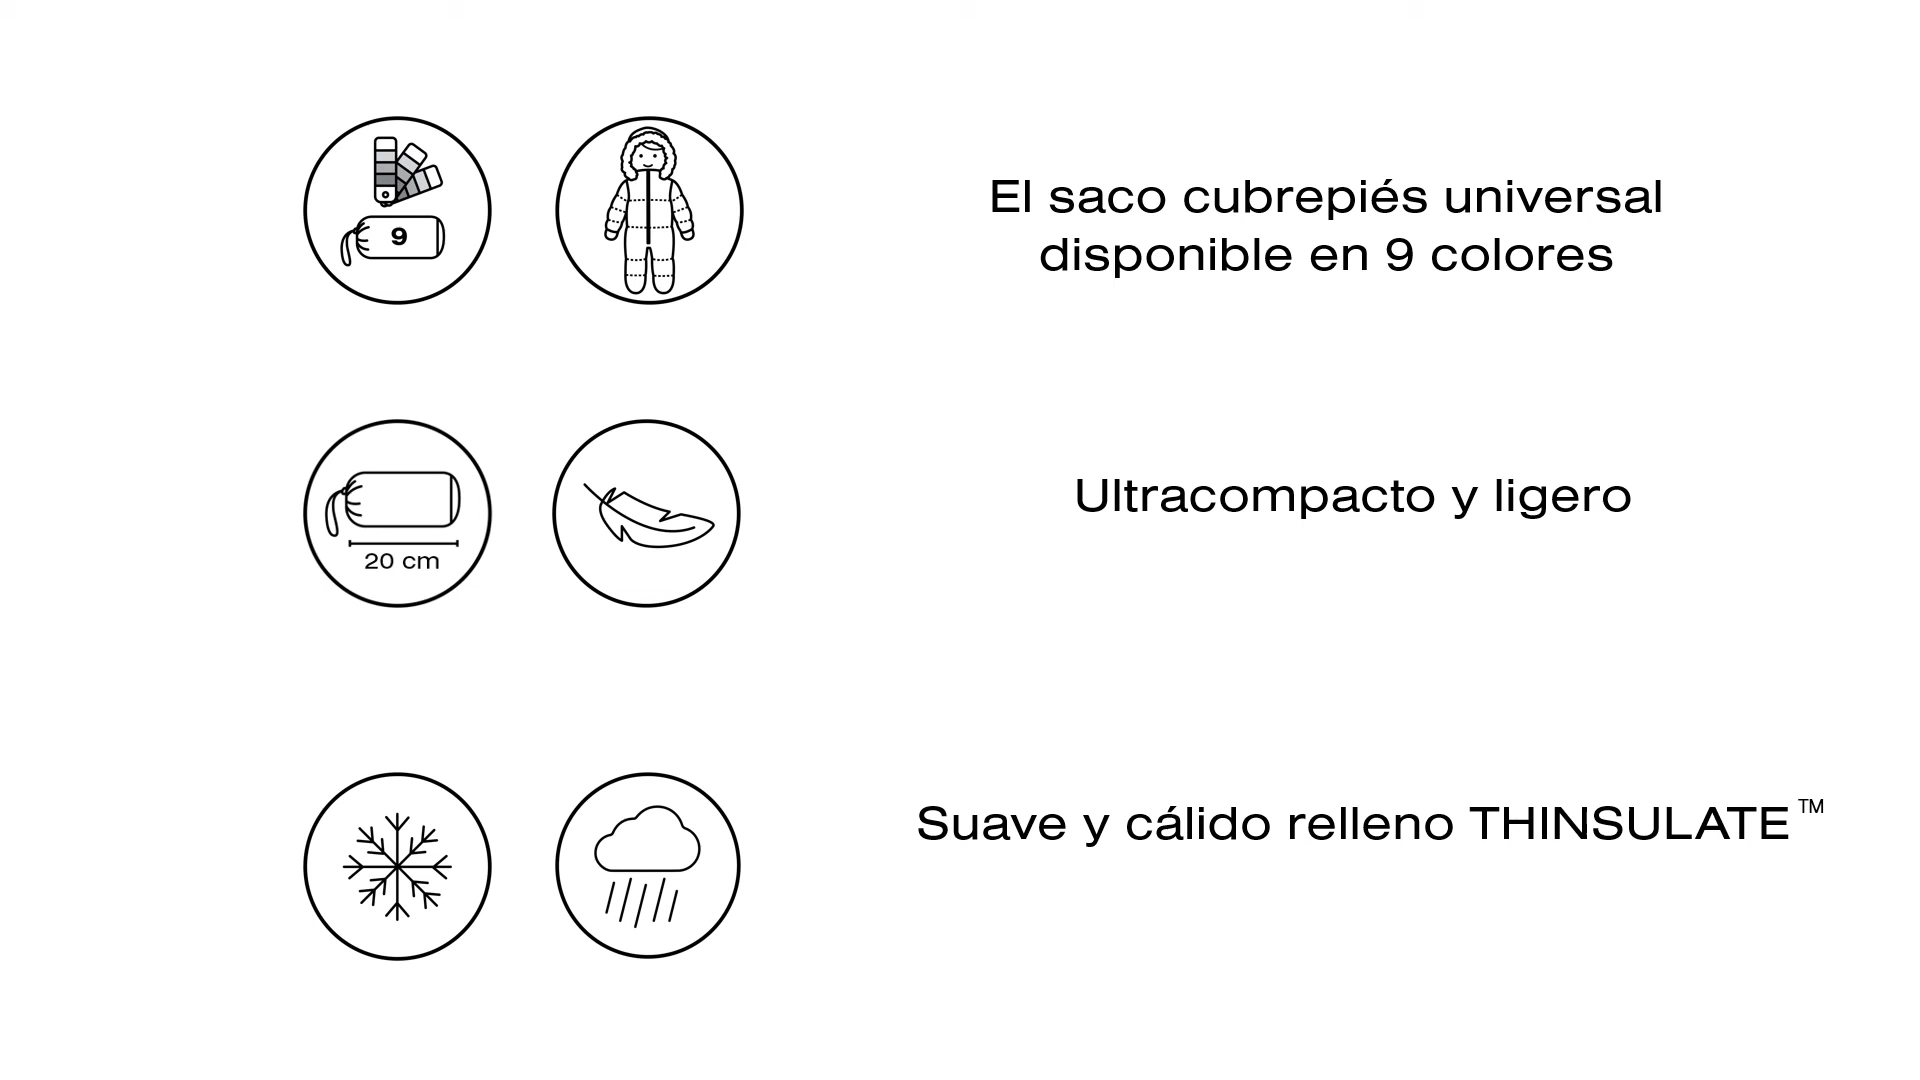 9
El saco cubrepiés universal
disponible en 9 colores
20 cm
Ultracompacto y ligero
Suave y cálido relleno THINSULATE™